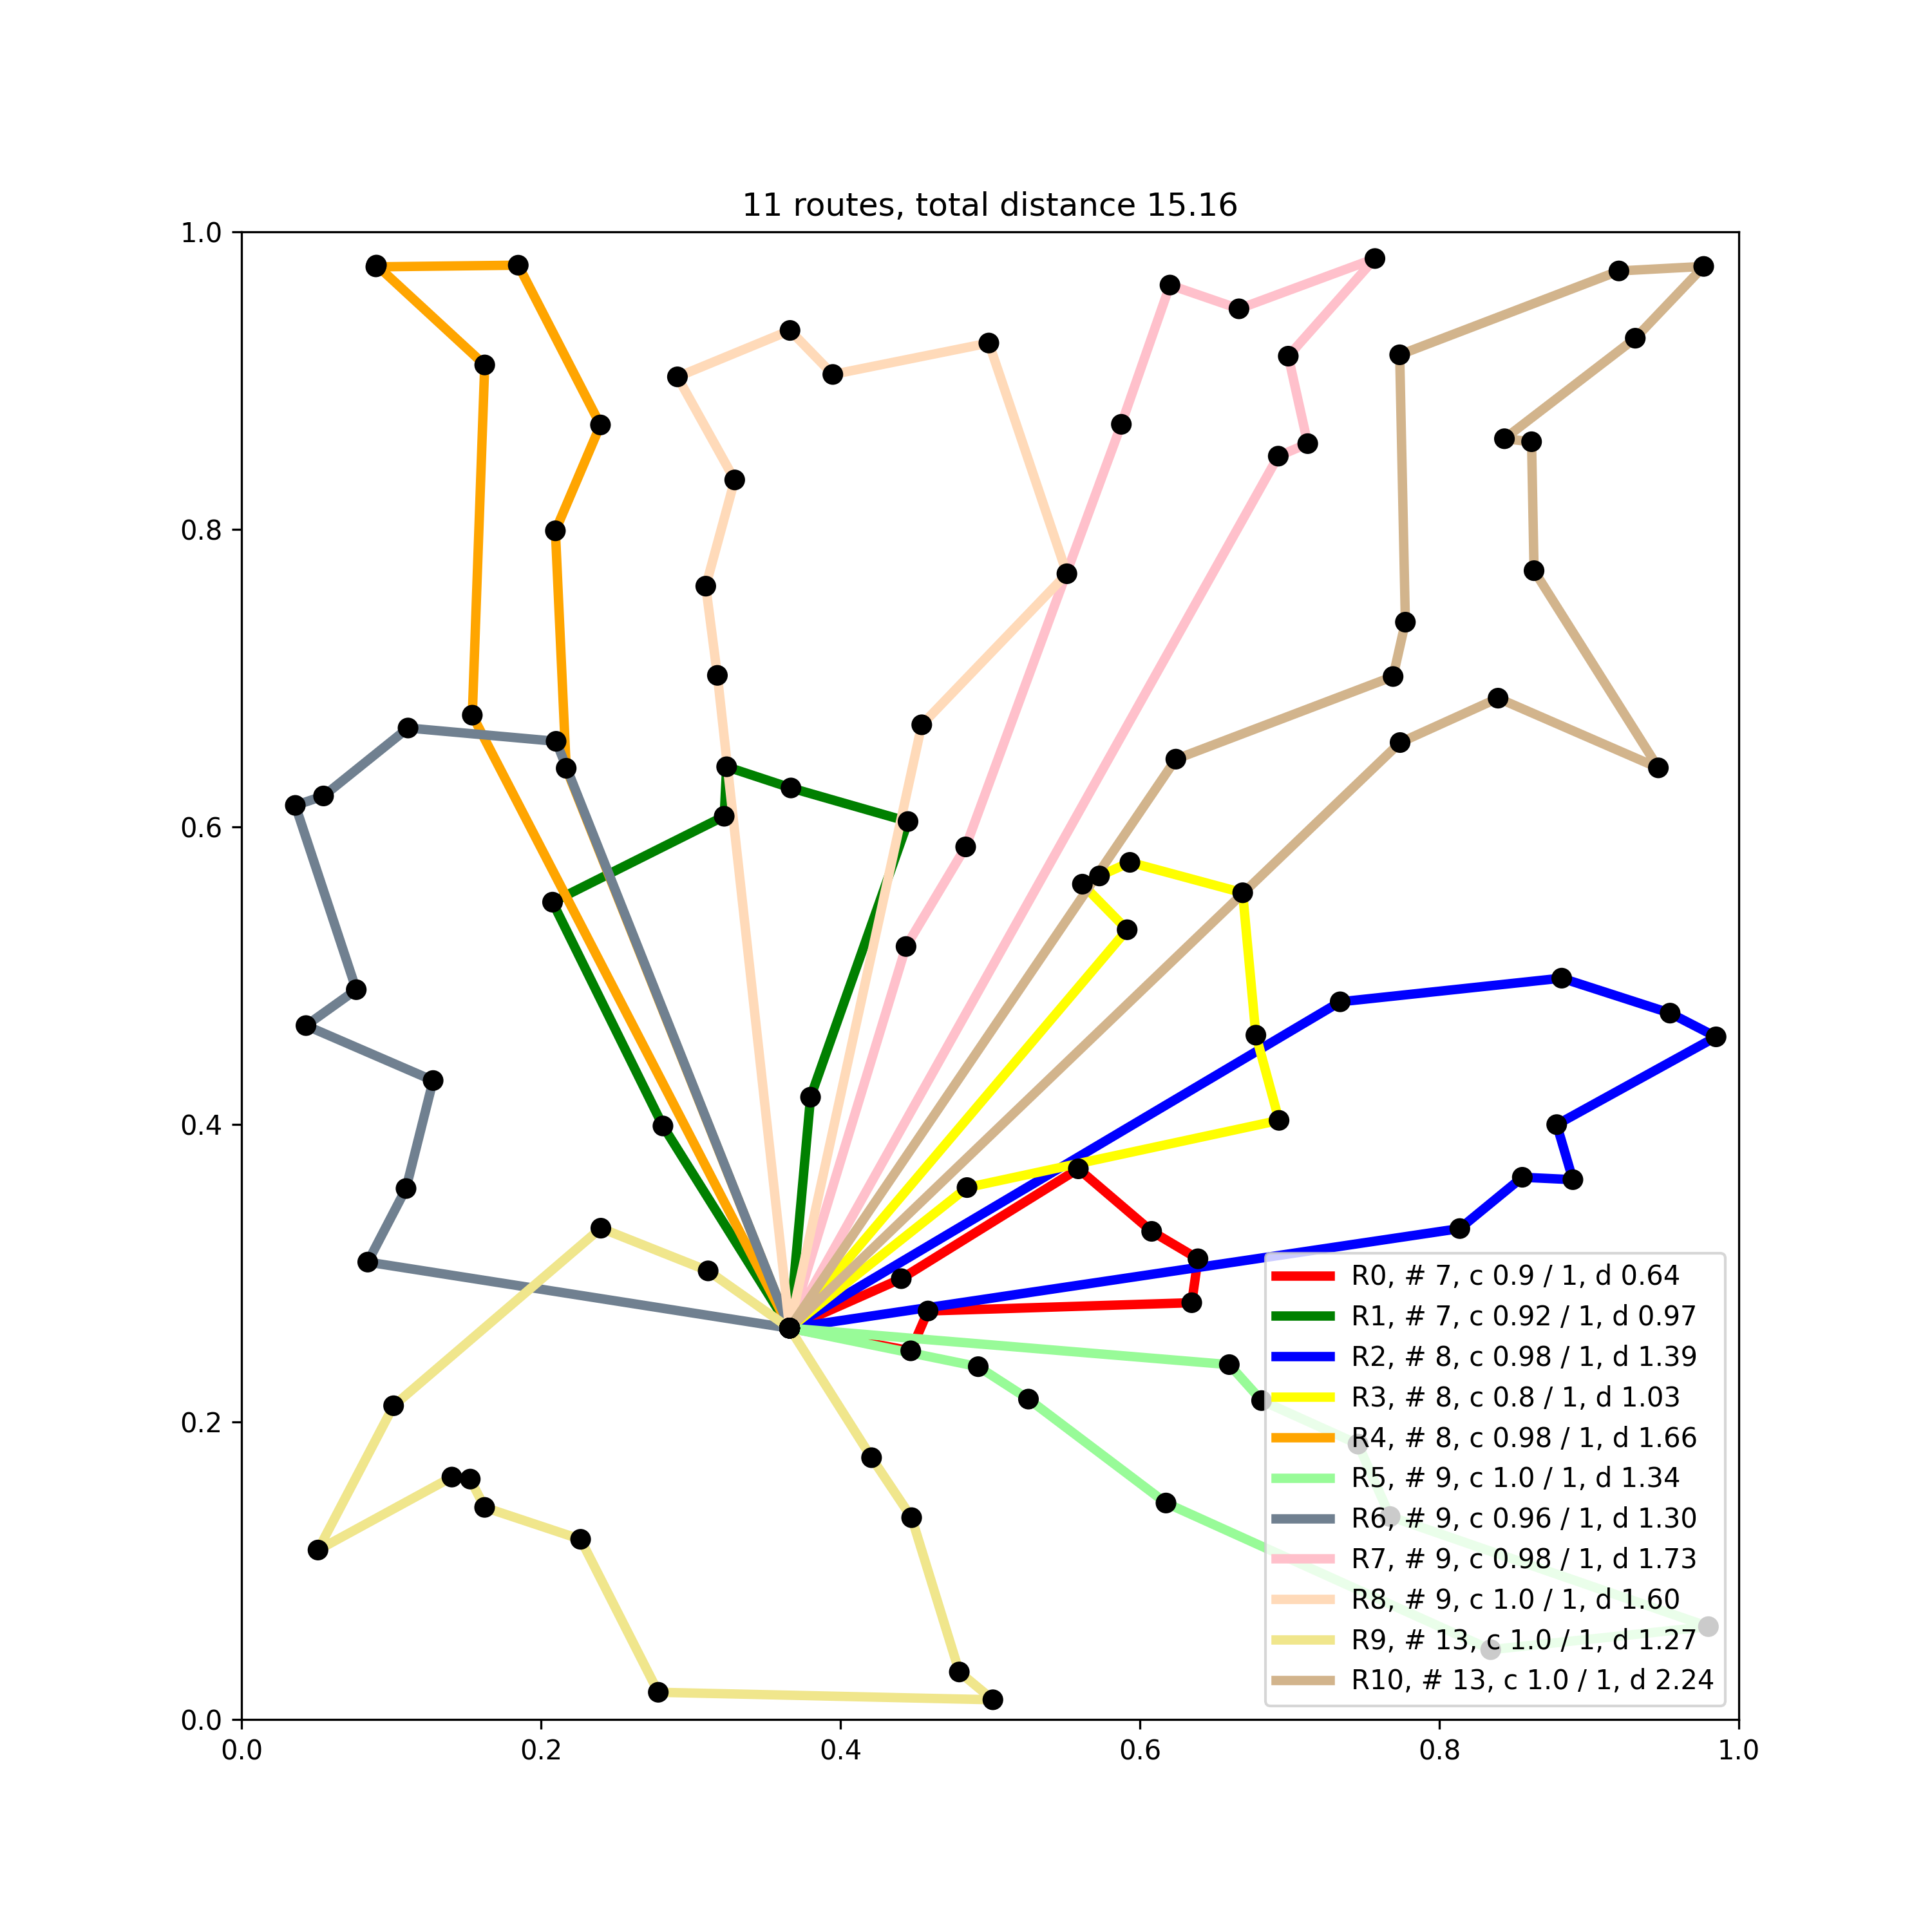 11 routes, total distance 15.16
1.0
0.8
0.6
0.4
0.2
0.0
R0, # 7, c 0.9 / 1, d 0.64
R1, # 7, c 0.92 / 1, d 0.97
R2, # 8, c 0.98 / 1, d 1.39
R3, # 8, c 0.8 / 1, d 1.03
R4, # 8, c 0.98 / 1, d 1.66
R5, # 9, c 1.0 / 1, d 1.34
R6, # 9, c 0.96 / 1, d 1.30
R7, # 9, c 0.98 / 1, d 1.73
R8, # 9, c 1.0 / 1, d 1.60
R9, # 13, c 1.0 / 1, d 1.27
R10, # 13, c 1.0 / 1, d 2.24
0.0 0.2 0.4 0.6 0.8 1.0